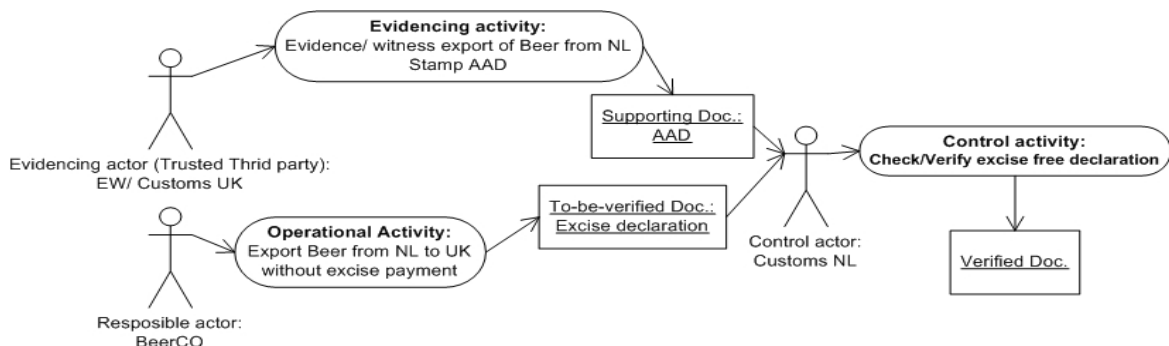 Evidencing activity:
Evidence/ witness export of Beer from NL
Stamp AAD
Evidencing actor (Trusted Thrid party):
EW/ Customs UK
Supporting Doc.:
AAD
Operational Activity:
Export Beer from NL to UK
without excise payment
Resposible actor:
BeerCO
To-be-verified Doc.:
Excise declaration
Control actor:
Customs NL
Control activity:
Check/Verify excise free declaration
Verified Doc.